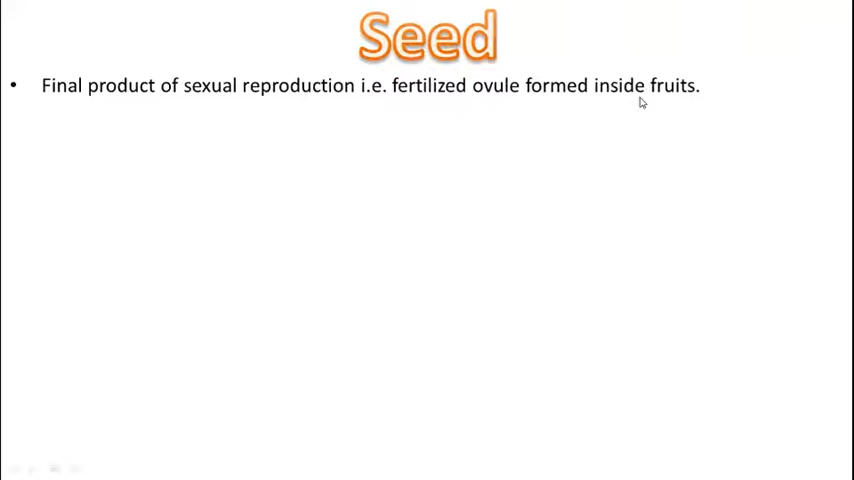 Seed
• Final product of sexual reproduction i.e. fertilized ovule formed inside fruits.